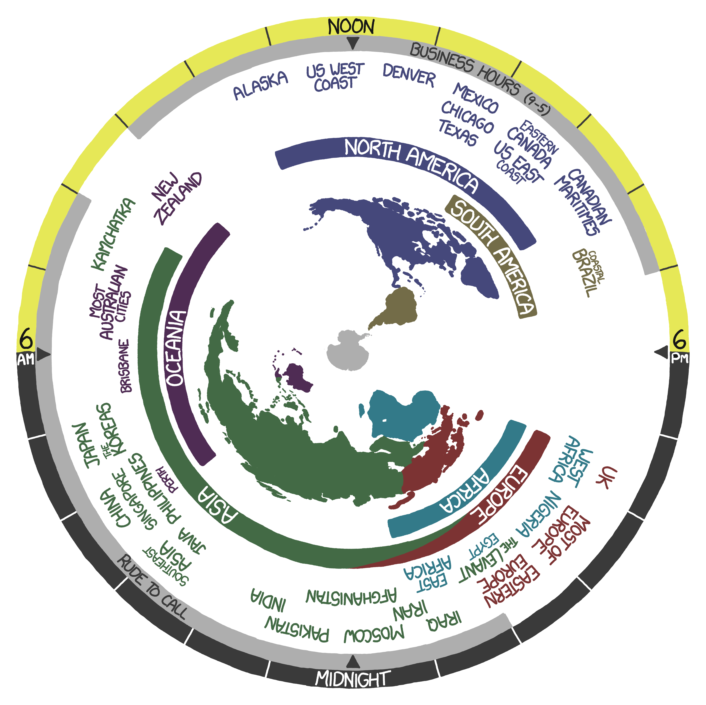 NOON
BUSINESS HOURS (9-5)
ALASKA
US WEST
COAST
DENVER
MEXICO
CHICAGO
TEXAS
EASTERN
CANADA
US EAST
COAST
CANADIAN
MARITIMES
NORTH AMERICA
SOUTH AMERICA
COASTAL
BRAZIL
NEW
ZEALAND
KAMCHATKA
MOST
AUSTRALIAN
CITIES
BRISBANE
OCEANIA
6
AM
6
PM
JAPAN
THE
KOREAS
CHINA
SINGAPORE
PHILIPPINES
PERTH
SOUTHEAST
ASIA
JAVA
ASIA
AFRICA
EUROPE
UK
WEST
AFRICA
NIGERIA
MOST OF
EUROPE
EASTERN
EUROPE
THE LEVANT
EGYPT
EAST
AFRICA
INDIA
AFGHANISTAN
PAKISTAN
MOSCOW
IRAN
IRAQ
RUDE TO CALL
MIDNIGHT